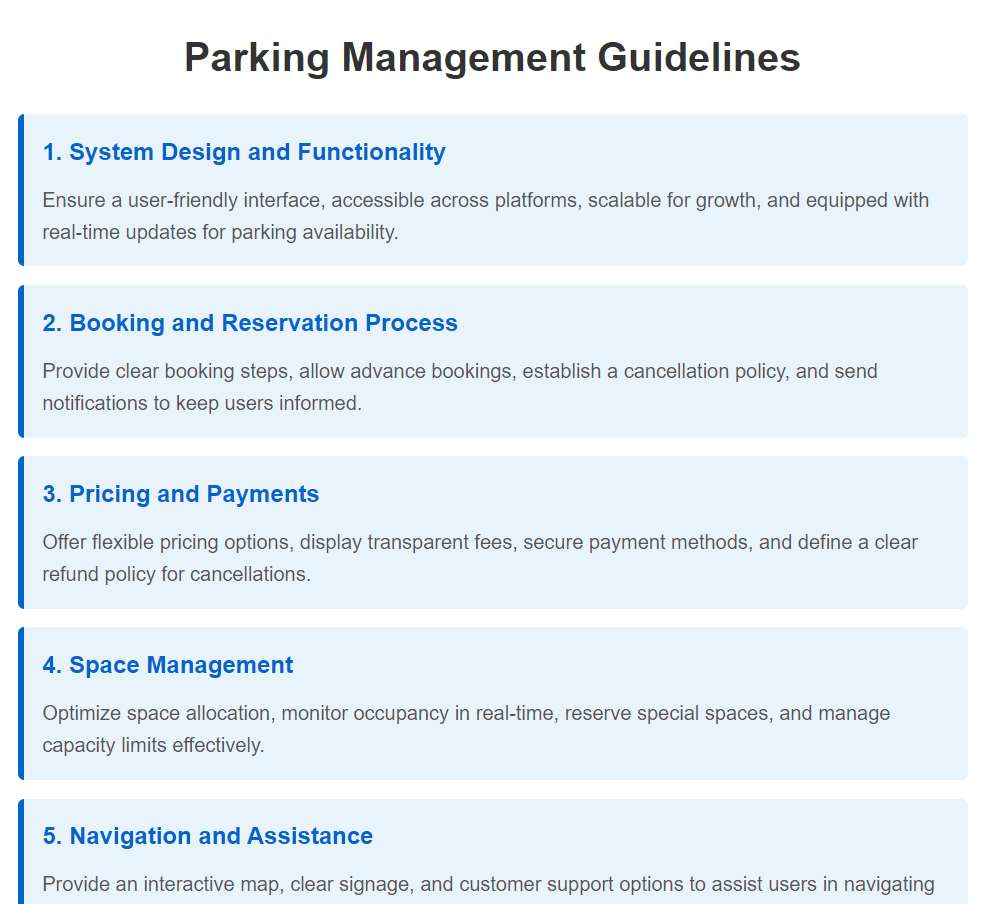 Parking Management Guidelines
1. System Design and Functionality
Ensure a user-friendly interface, accessible across platforms, scalable for growth, and equipped with
real-time updates for parking availability.
2. Booking and Reservation Process
Provide clear booking steps, allow advance bookings, establish a cancellation policy, and send
notifications to keep users informed.
3. Pricing and Payments
Offer flexible pricing options, display transparent fees, secure payment methods, and define a clear
refund policy for cancellations.
4. Space Management
Optimize space allocation, monitor occupancy in real-time, reserve special spaces, and manage
capacity limits effectively.
5. Navigation and Assistance
Provide an interactive map, clear signage, and customer support options to assist users in navigating